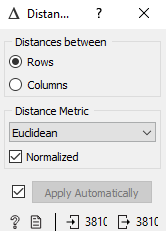 Distan... ?
Distances between
Rows
Columns
Distance Metric
Euclidean
Normalized
Apply Automatically
? 3810 3810